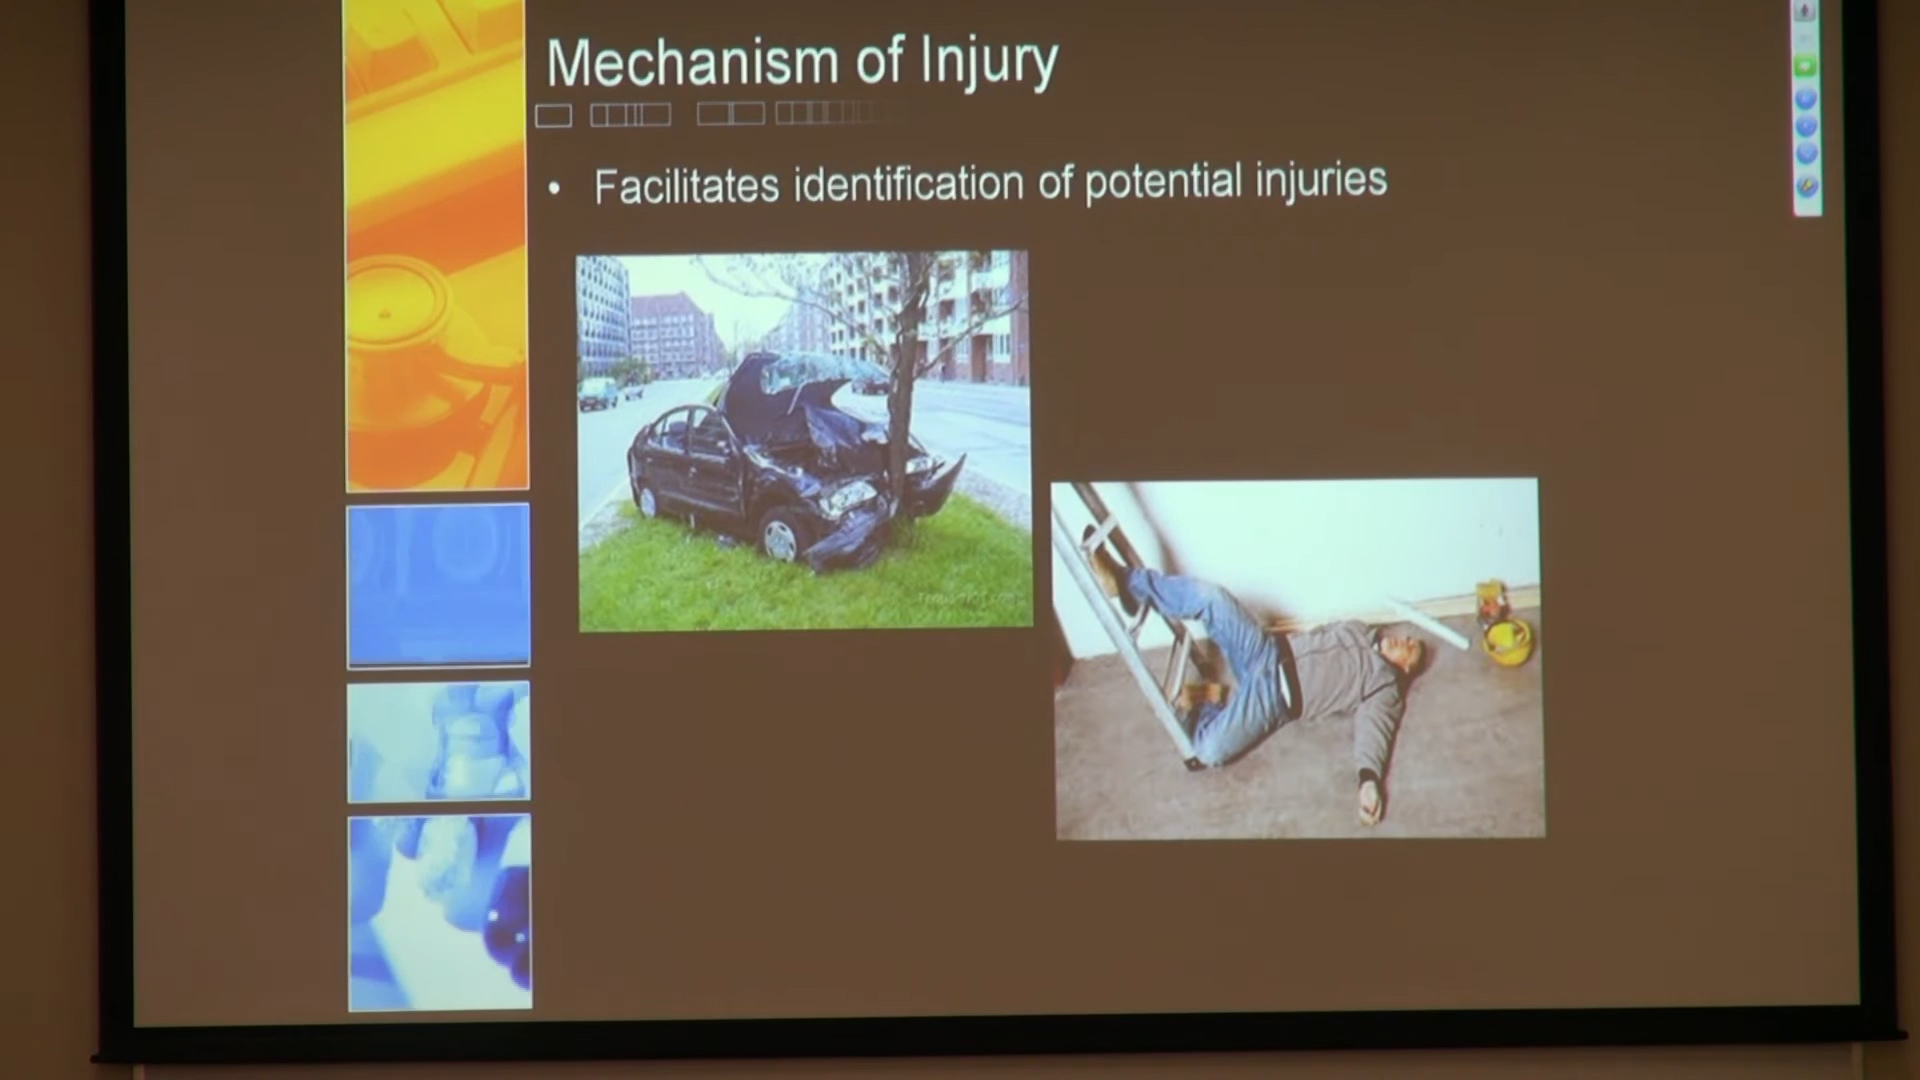 Mechanism of Injury
• Facilitates identification of potential injuries